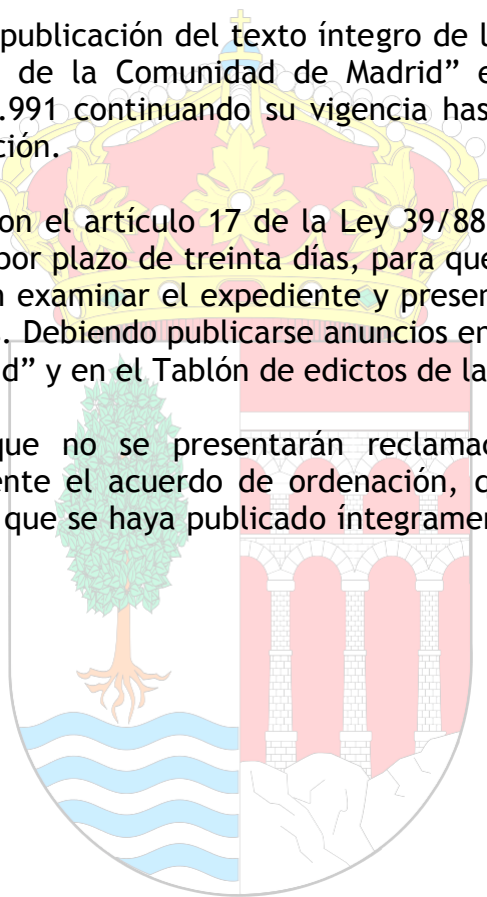 publicación del texto íntegro de l
de la Comunidad de Madrid” e
.991 continuando su vigencia has
ción.
on el artículo 17 de la Ley 39/88
por plazo de treinta días, para que
n examinar el expediente y presen
. Debiendo publicarse anuncios en
d” y en el Tablón de edictos de la
que no se presentarán reclamac
nte el acuerdo de ordenación, c
que se haya publicado íntegramen